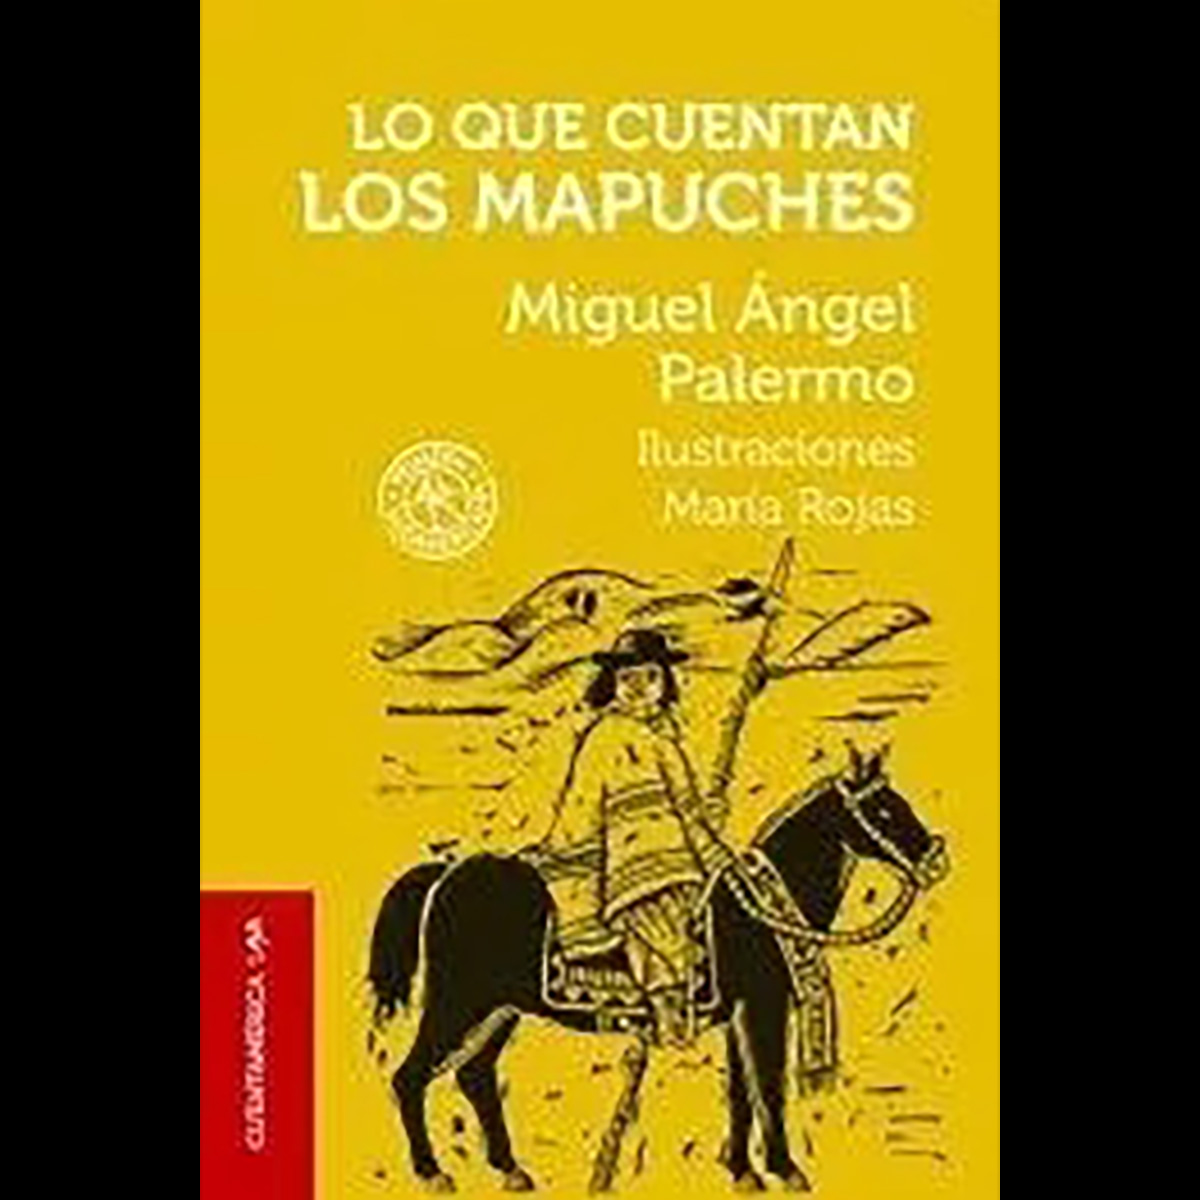 LO QUE CUENTAN
LOS MAPUCHES
Miguel Ángel
Palermo
Ilustraciones
María Rojas
CUENTAMÉRICA